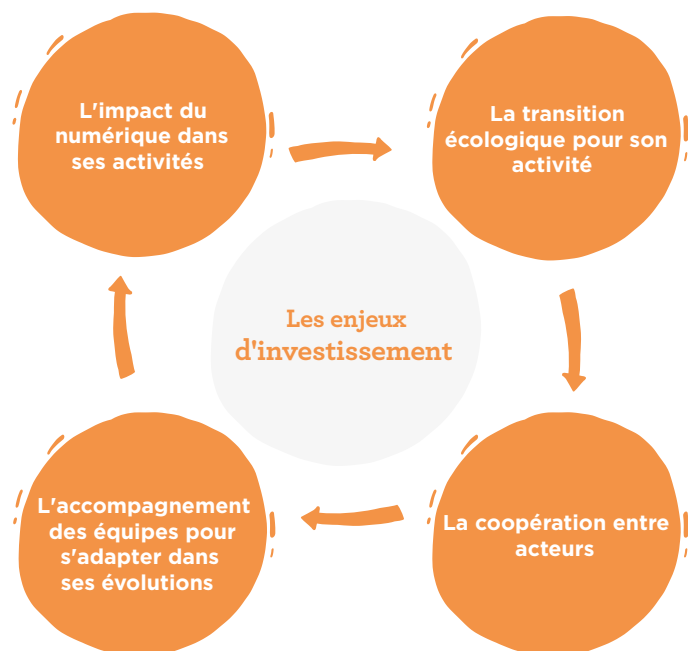 L'impact du
numérique dans
ses activités
La transition
écologique pour son
activité
Les enjeux
d'investissement
L'accompagnement
des équipes pour
s'adapter dans
ses évolutions
La coopération entre
acteurs